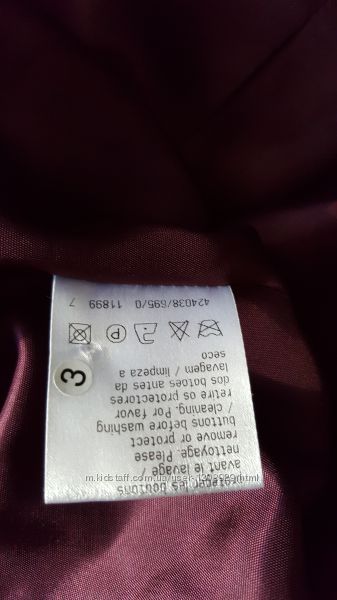 les boutons
avant le lavage /
nettoyage. Please
remove or protect
buttons before washing
/ cleaning. Por favor
retire os protectores
dos botoes antes da
lavagem / limpeza a
seco
P
424038/695/0 11899 7
3